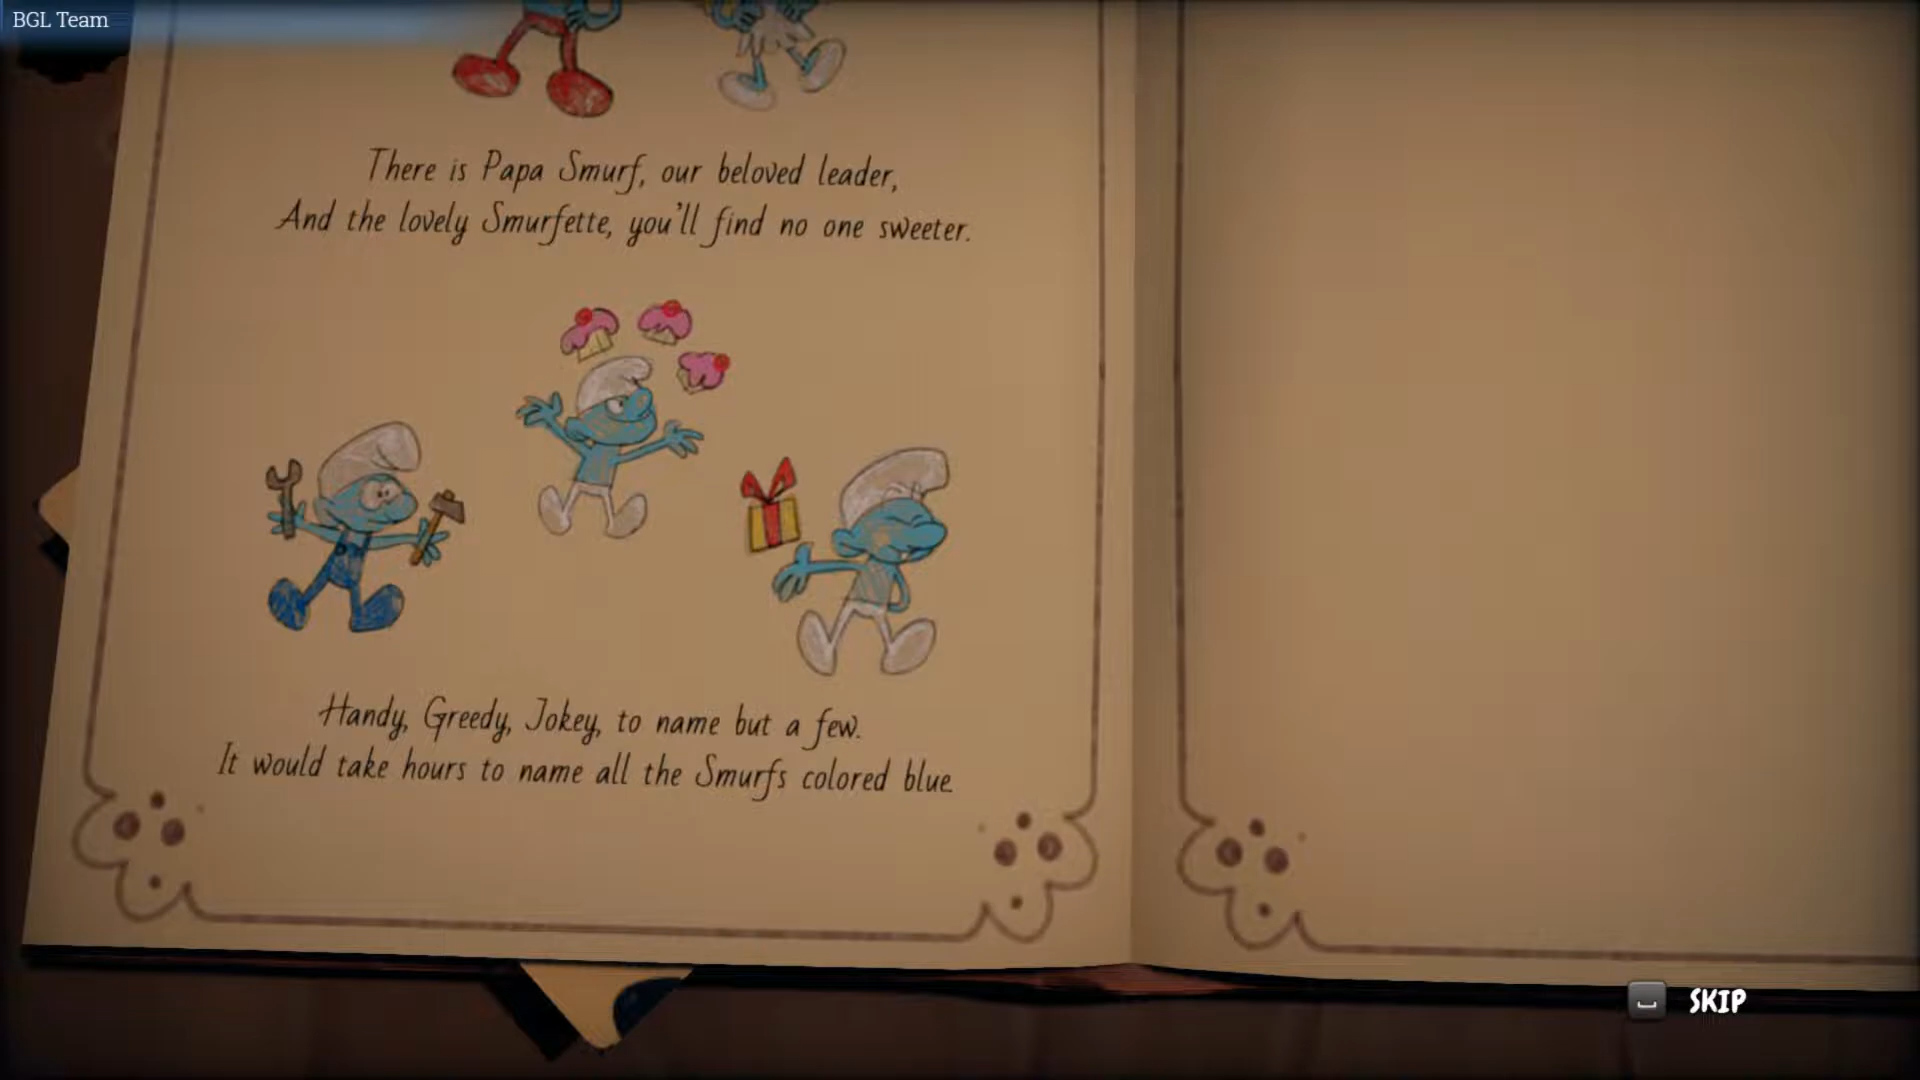 BGL Team
There is Papa Smurf, our beloved leader,
And the lovely Smurfette, you'll find no one sweeter.
Handy, Greedy, Jokey, to name but a few.
It would take hours to name all the Smurfs colored blue.
SKIP